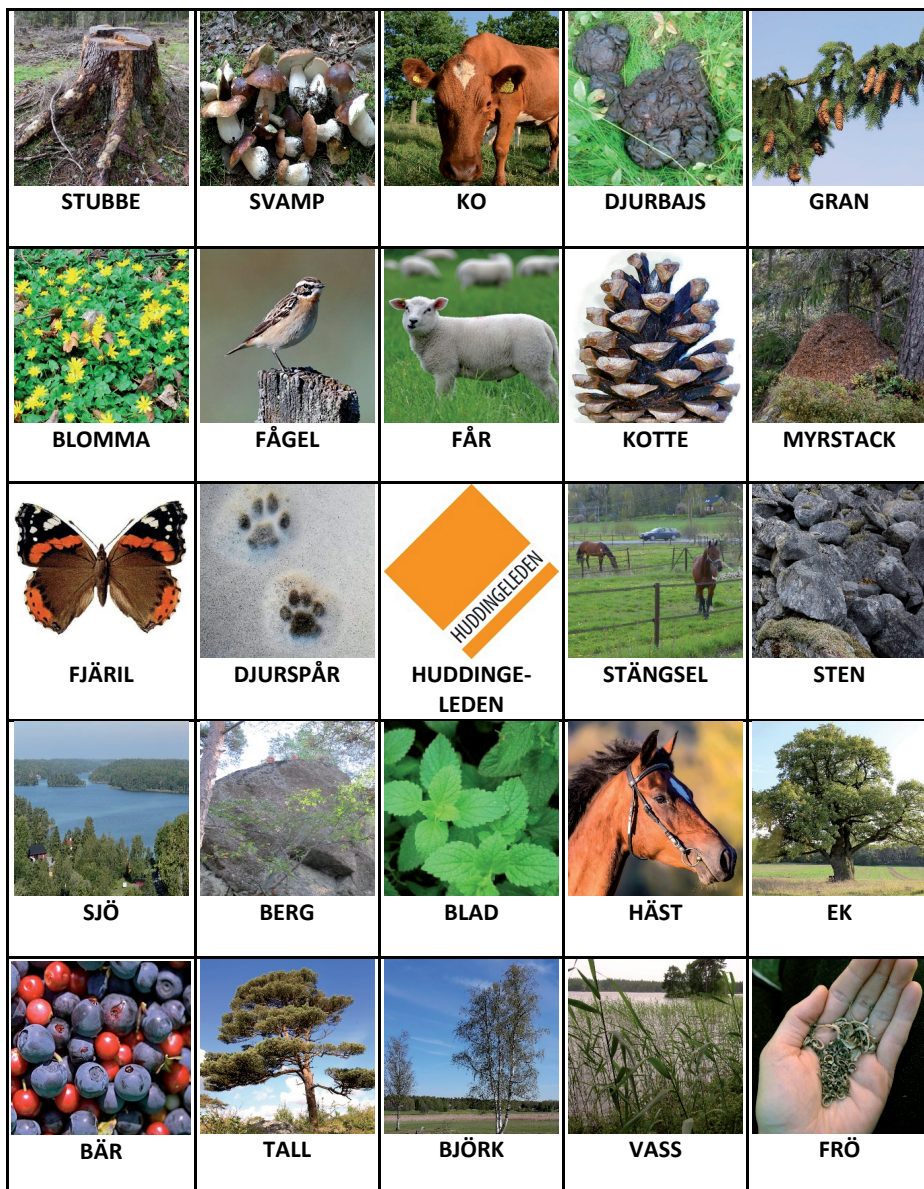 STUBBE
SVAMP
KO
DJURBAJS
GRAN
BLOMMA
FÅGEL
FÅR
KOTTE
MYRSTACK
HUDDINGELEDEN
FJÄRIL
DJURSPÅR
HUDDINGE-
LEDEN
STÄNGSEL
STEN
SJÖ
BERG
BLAD
HÄST
EK
BÄR
TALL
BJÖRK
VASS
FRÖ